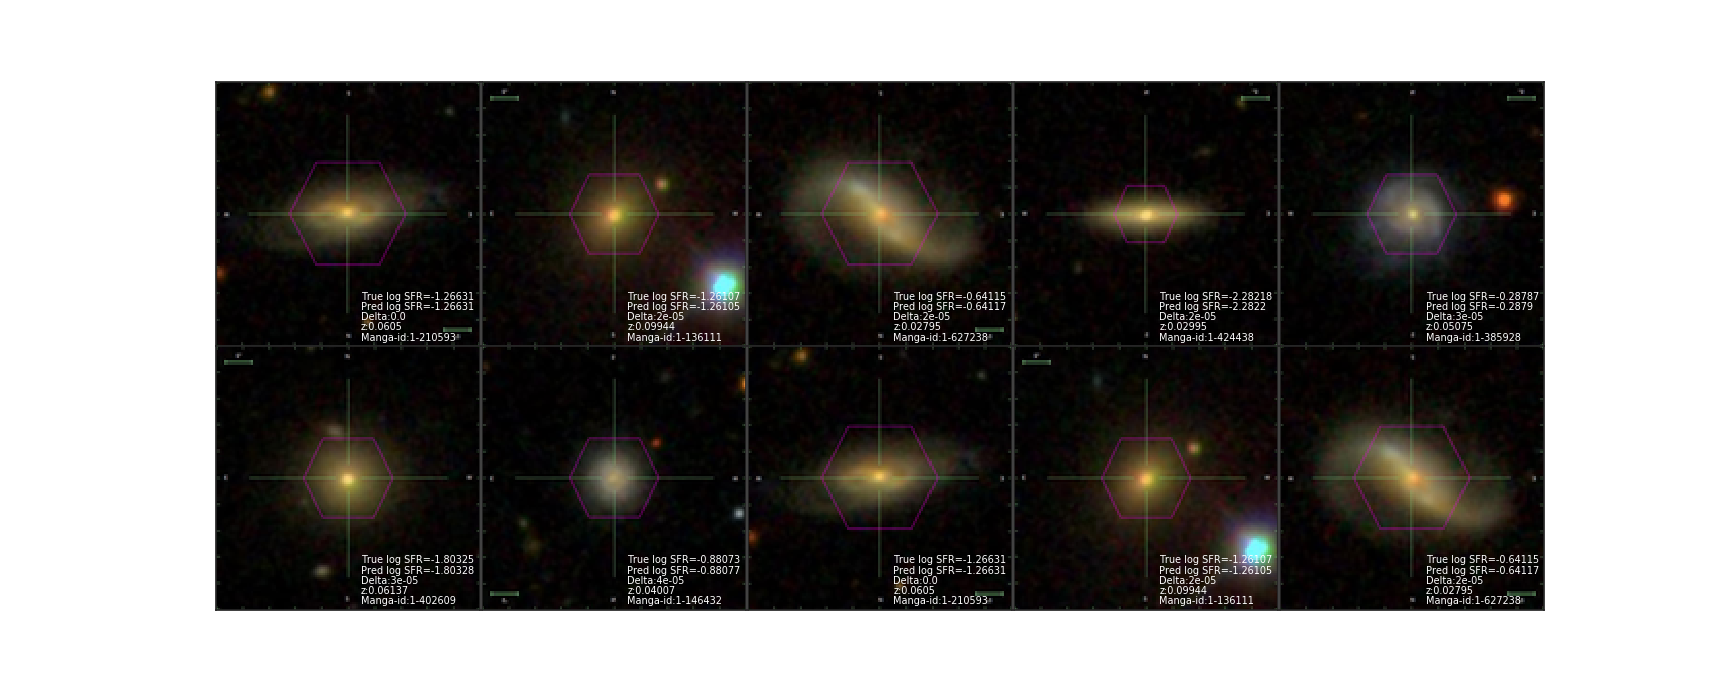 True log SFR=-1.26631
Pred log SFR=-1.26631
Delta:0.0
z:0.0605
Manga-id:1-210593
True log SFR=-1.26107
Pred log SFR=-1.26105
Delta:2e-05
z:0.09944
Manga-id:1-136111
True log SFR=-0.64115
Pred log SFR=-0.64117
Delta:2e-05
z:0.02795
Manga-id:1-627238
True log SFR=-2.28218
Pred log SFR=-2.2822
Delta:2e-05
z:0.02995
Manga-id:1-424438
True log SFR=-0.28787
Pred log SFR=-0.2879
Delta:3e-05
z:0.05075
Manga-id:1-385928
True log SFR=-1.80325
Pred log SFR=-1.80328
Delta:3e-05
z:0.06137
Manga-id:1-402609
True log SFR=-0.88073
Pred log SFR=-0.88077
Delta:4e-05
z:0.04007
Manga-id:1-146432
True log SFR=-1.26631
Pred log SFR=-1.26631
Delta:0.0
z:0.0605
Manga-id:1-210593
True log SFR=-1.26107
Pred log SFR=-1.26105
Delta:2e-05
z:0.09944
Manga-id:1-136111
True log SFR=-0.64115
Pred log SFR=-0.64117
Delta:2e-05
z:0.02795
Manga-id:1-627238